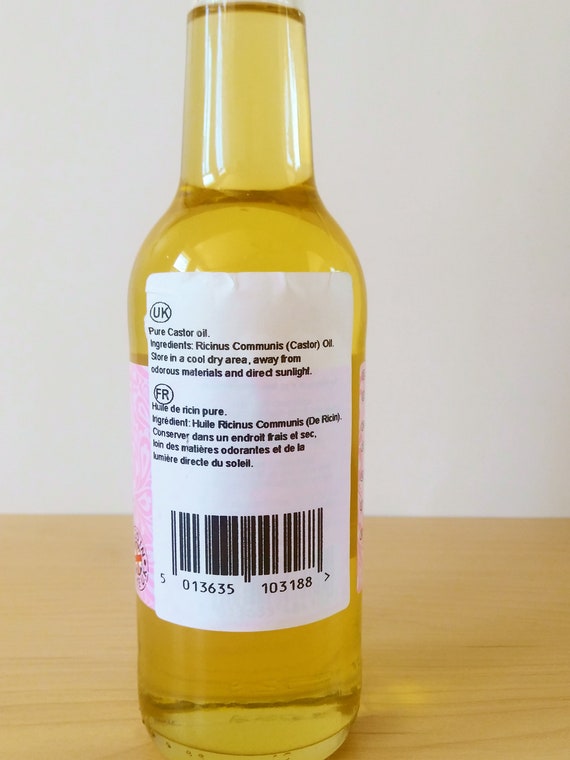 UK
Pure Castor oil.
Ingredients: Ricinus Communis (Castor) Oil.
Store in a cool dry area, away from
odorous materials and direct sunlight.
FR
Huile de ricin pure.
Ingrédient: Huile Ricinus Communis (De Ricin).
Conserver dans un endroit frais et sec,
loin des matières odorantes et de la
lumière directe du soleil.
5 013635 103188 >